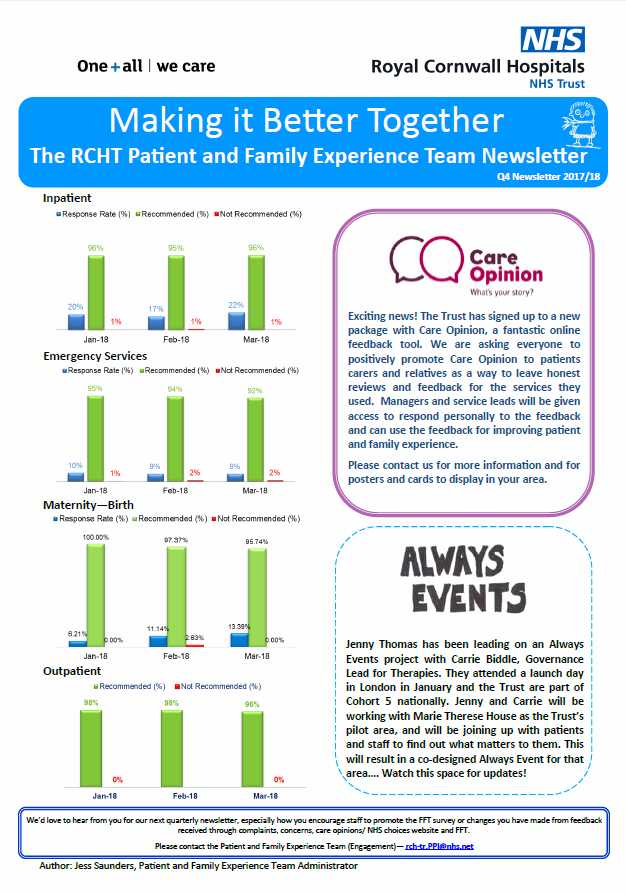 One + all | we care
NHS
Royal Cornwall Hospitals
NHS Trust
Making it Better Together
The RCHT Patient and Family Experience Team Newsletter
Q4 Newsletter 2017/18
Inpatient
Response Rate (%) Recommended (%) Not Recommended (%)
96% 95% 96%
20% 1% 17% 1% 22% 1%
Jan-18 Feb-18 Mar-18
Emergency Services
Response Rate (%) Recommended (%) Not Recommended (%)
95% 94% 92%
10% 1% 9% 2% 9% 2%
Jan-18 Feb-18 Mar-18
Maternity—Birth
Response Rate (%) Recommended (%) Not Recommended (%)
100.00% 97.37% 95.74%
6.21% 0.00% 11.14% 2.63% 13.39% 0.00%
Jan-18 Feb-18 Mar-18
Outpatient
Recommended (%) Not Recommended (%)
98% 98% 96%
0% 0%
Jan-18 Feb-18 Mar-18
Care
Opinion
What's your story?
Exciting news! The Trust has signed up to a new
package with Care Opinion, a fantastic online
feedback tool. We are asking everyone to
positively promote Care Opinion to patients
carers and relatives as a way to leave honest
reviews and feedback for the services they
used. Managers and service leads will be given
access to respond personally to the feedback
and can use the feedback for improving patient
and family experience.
Please contact us for more information and for
posters and cards to display in your area.
ALWAYS
EVENTS
Jenny Thomas has been leading on an Always
Events project with Carrie Biddle, Governance
Lead for Therapies. They attended a launch day
in London in January and the Trust are part of
Cohort 5 nationally. Jenny and Carrie will be
working with Marie Therese House as the Trust's
pilot area, and will be joining up with patients
and staff to find out what matters to them. This
will result in a co-designed Always Event for that
area.... Watch this space for updates!
We'd love to hear from you for our next quarterly newsletter, especially how you encourage staff to promote the FFT survey or changes you have made from feedback
received through complaints, concerns, care opinions/ NHS choices website and FFT.
Please contact the Patient and Family Experience Team (Engagement)— rch-tr.PPI@nhs.net
Author: Jess Saunders, Patient and Family Experience Team Administrator